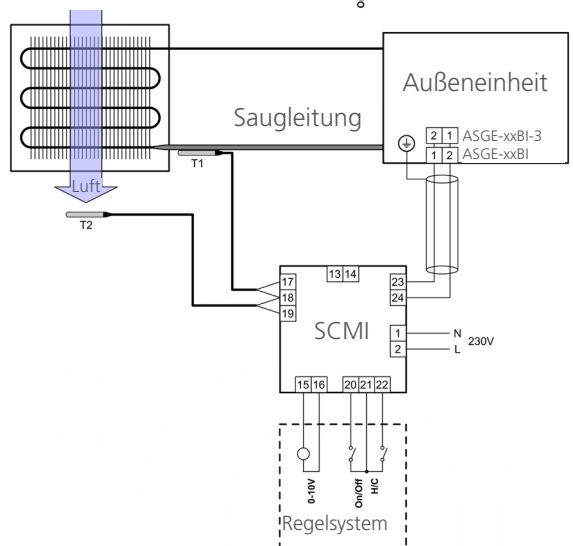 Außeneinheit
Saugleitung
2 1 ASGE-xxBI-3
1 2 ASGE-xxBI
T1
Luft
T2
13 14
17
18
19
23
24
SCMI
1 N
2 L
230V
15 16 20 21 22
0-10V
On/Off
H/C
Regelsystem